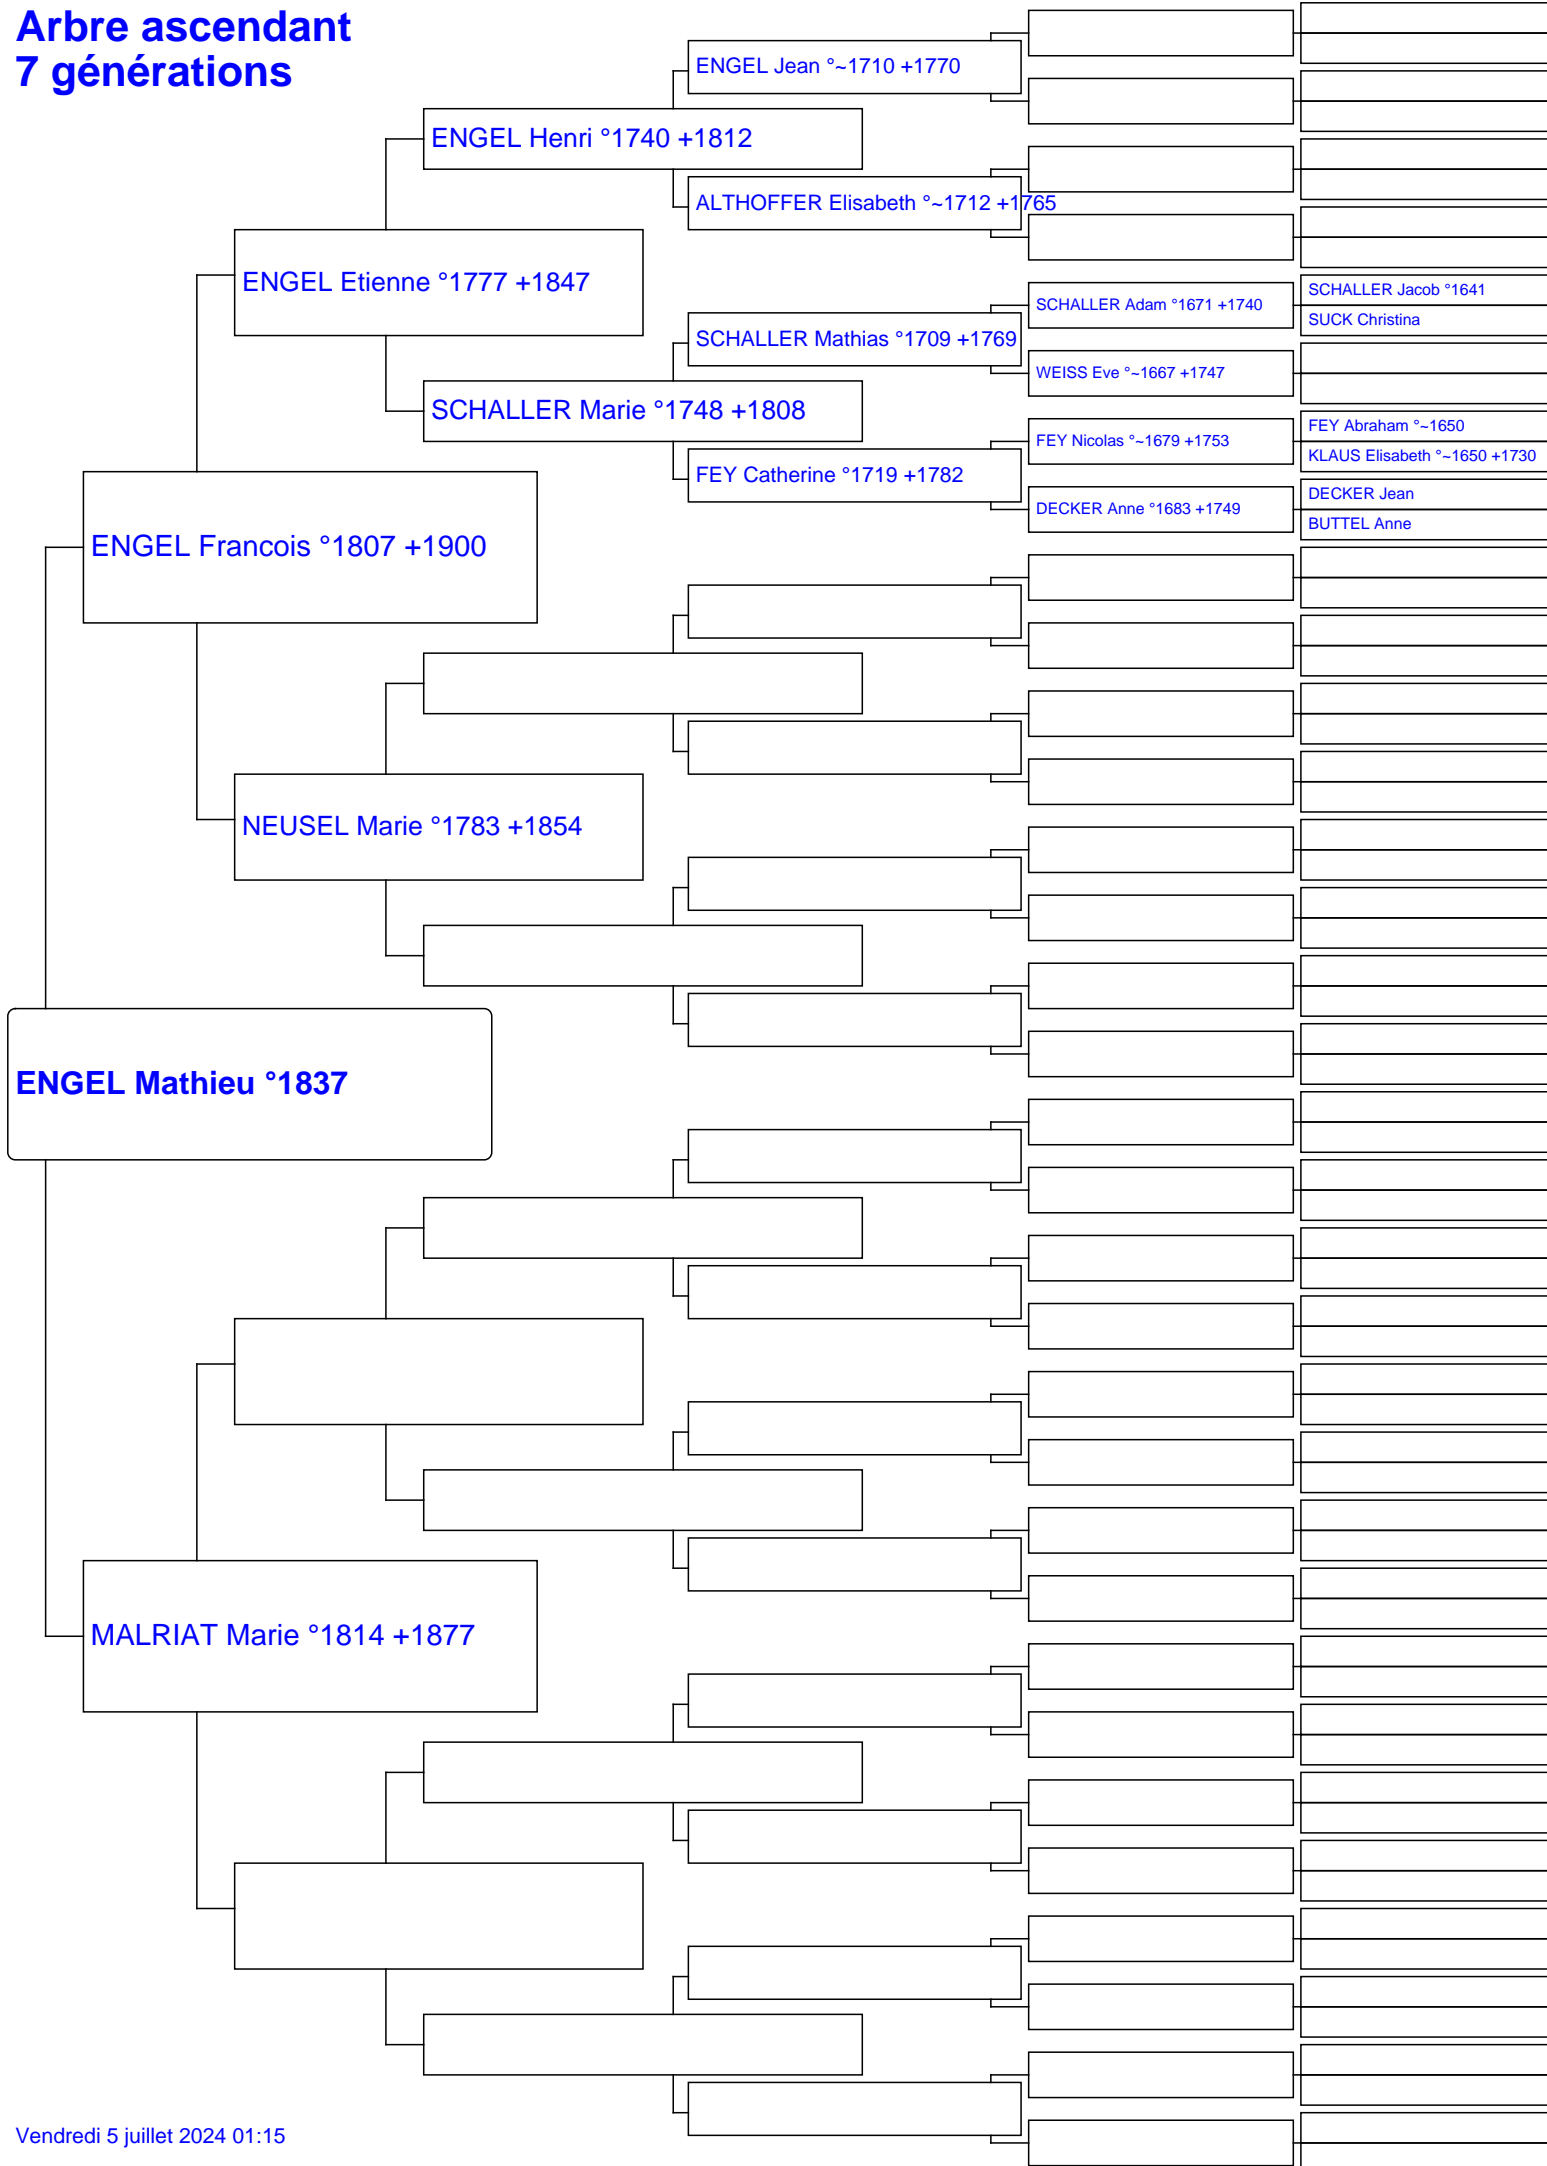 Arbre ascendant
7 générations
ENGEL Jean °~1710 +1770
ENGEL Henri °1740 +1812
ALTHOFFER Elisabeth °~1712 +1765
ENGEL Etienne °1777 +1847
SCHALLER Jacob °1641
SCHALLER Adam °1671 +1740
SUCK Christina
SCHALLER Mathias °1709 +1769
WEISS Eve °~1667 +1747
SCHALLER Marie °1748 +1808
FEY Abraham °~1650
FEY Nicolas °~1679 +1753
KLAUS Elisabeth °~1650 +1730
FEY Catherine °1719 +1782
DECKER Jean
DECKER Anne °1683 +1749
BUTTEL Anne
ENGEL Francois °1807 +1900
NEUSEL Marie °1783 +1854
ENGEL Mathieu °1837
MALRIAT Marie °1814 +1877
Vendredi 5 juillet 2024 01:15